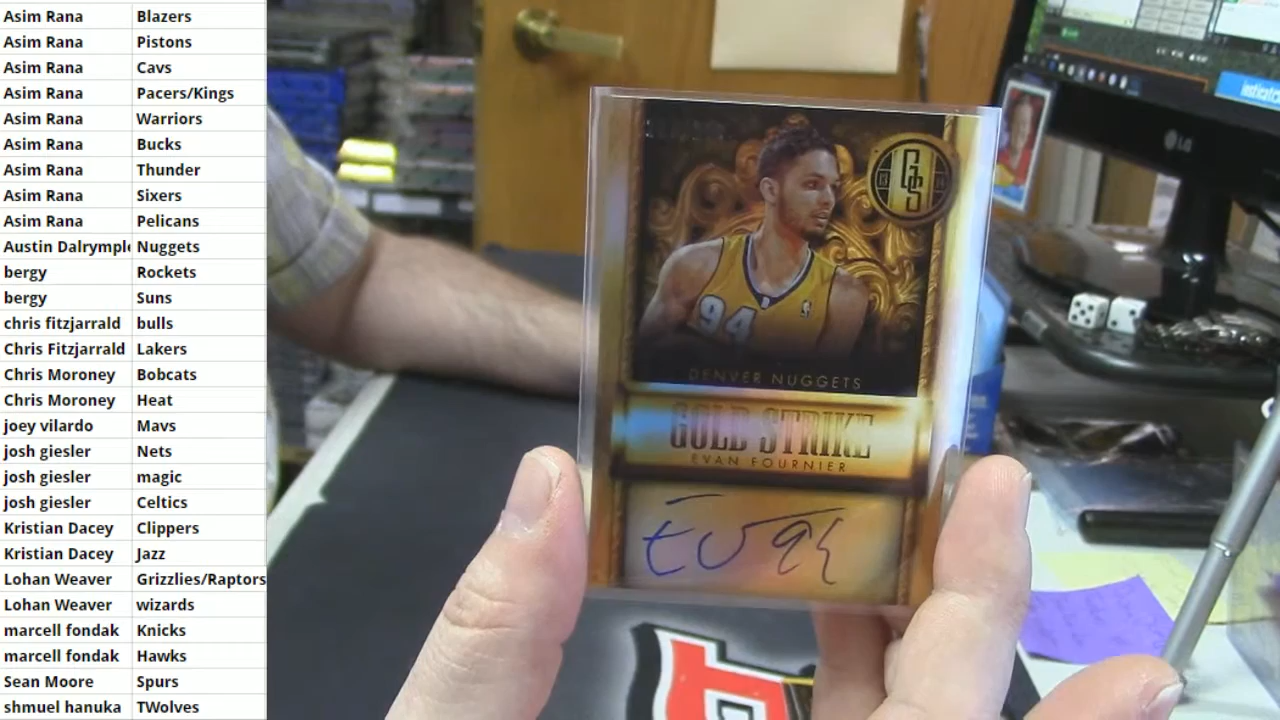 Asim Rana Blazers
Asim Rana Pistons
Asim Rana Cavs
Asim Rana Pacers/Kings
Asim Rana Warriors
Asim Rana Bucks
Asim Rana Thunder
Asim Rana Sixers
Asim Rana Pelicans
Austin Dalrymple Nuggets
bergy Rockets
bergy Suns
chris fitzjarrald bulls
Chris Fitzjarrald Lakers
Chris Moroney Bobcats
Chris Moroney Heat
joey vilardo Mavs
josh giesler Nets
josh giesler magic
josh giesler Celtics
Kristian Dacey Clippers
Kristian Dacey Jazz
Lohan Weaver Grizzlies/Raptors
Lohan Weaver wizards
marcell fondak Knicks
marcell fondak Hawks
Sean Moore Spurs
shmuel hanuka TWolves
GS
94
DENVER NUGGETS
GOLD STRIKE
EVAN FOURNIER
LG